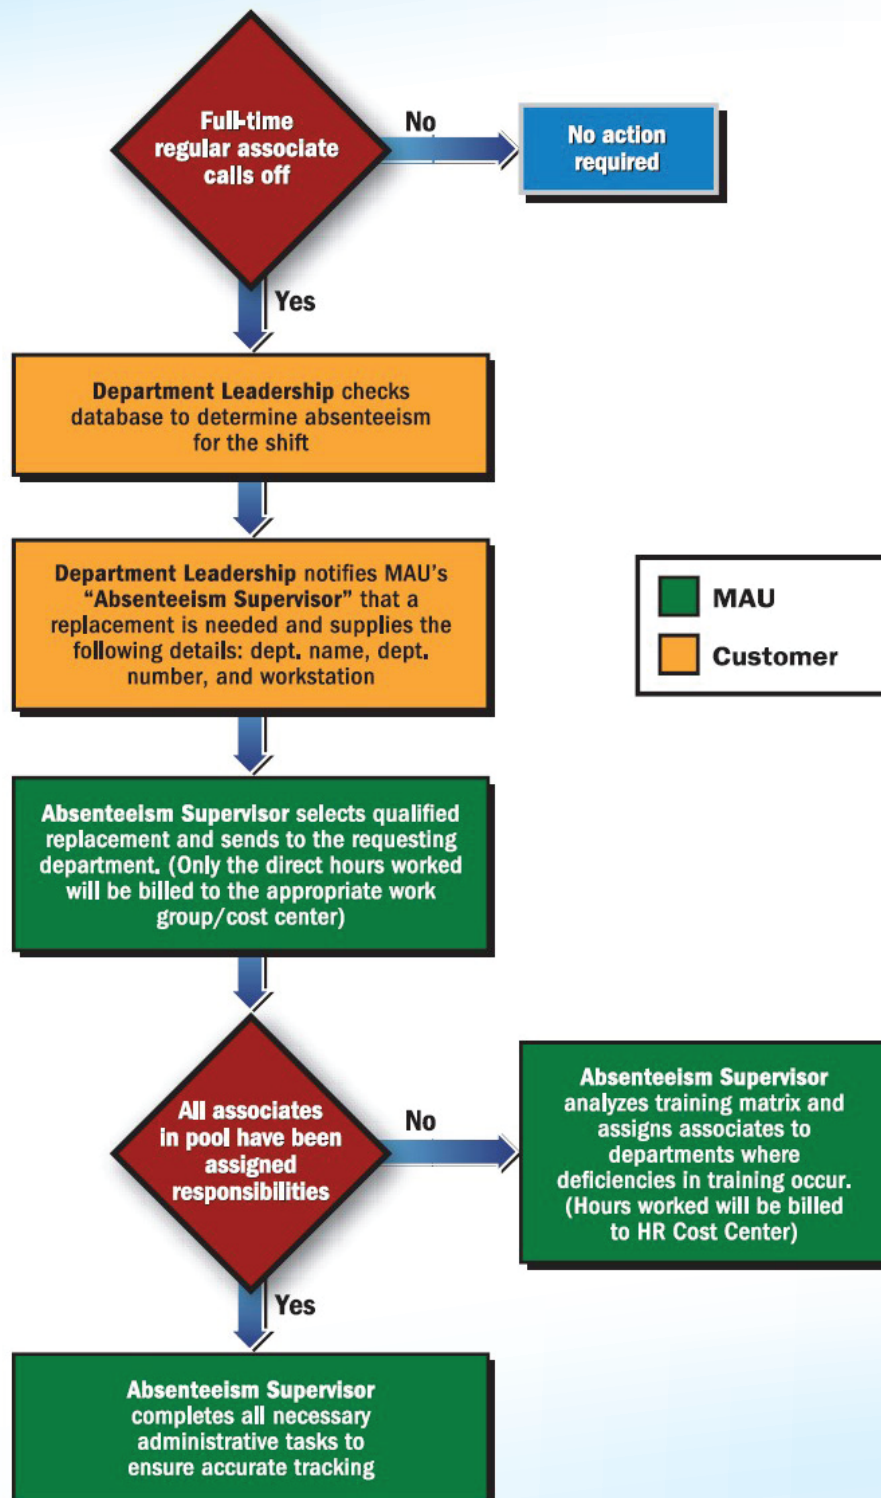 Full-time
regular associate
calls off
No
No action
required
Yes
Department Leadership checks
database to determine absenteeism
for the shift
Department Leadership notifies MAU's
"Absenteeism Supervisor" that a
replacement is needed and supplies the
following details: dept. name, dept.
number, and workstation
MAU
Customer
Absenteeism Supervisor selects qualified
replacement and sends to the requesting
department. (Only the direct hours worked
will be billed to the appropriate work
group/cost center)
All associates
in pool have been
assigned
responsibilities
No
Absenteeism Supervisor
analyzes training matrix and
assigns associates to
departments where
deficiencies in training occur.
(Hours worked will be billed
to HR Cost Center)
Yes
Absenteeism Supervisor
completes all necessary
administrative tasks to
ensure accurate tracking